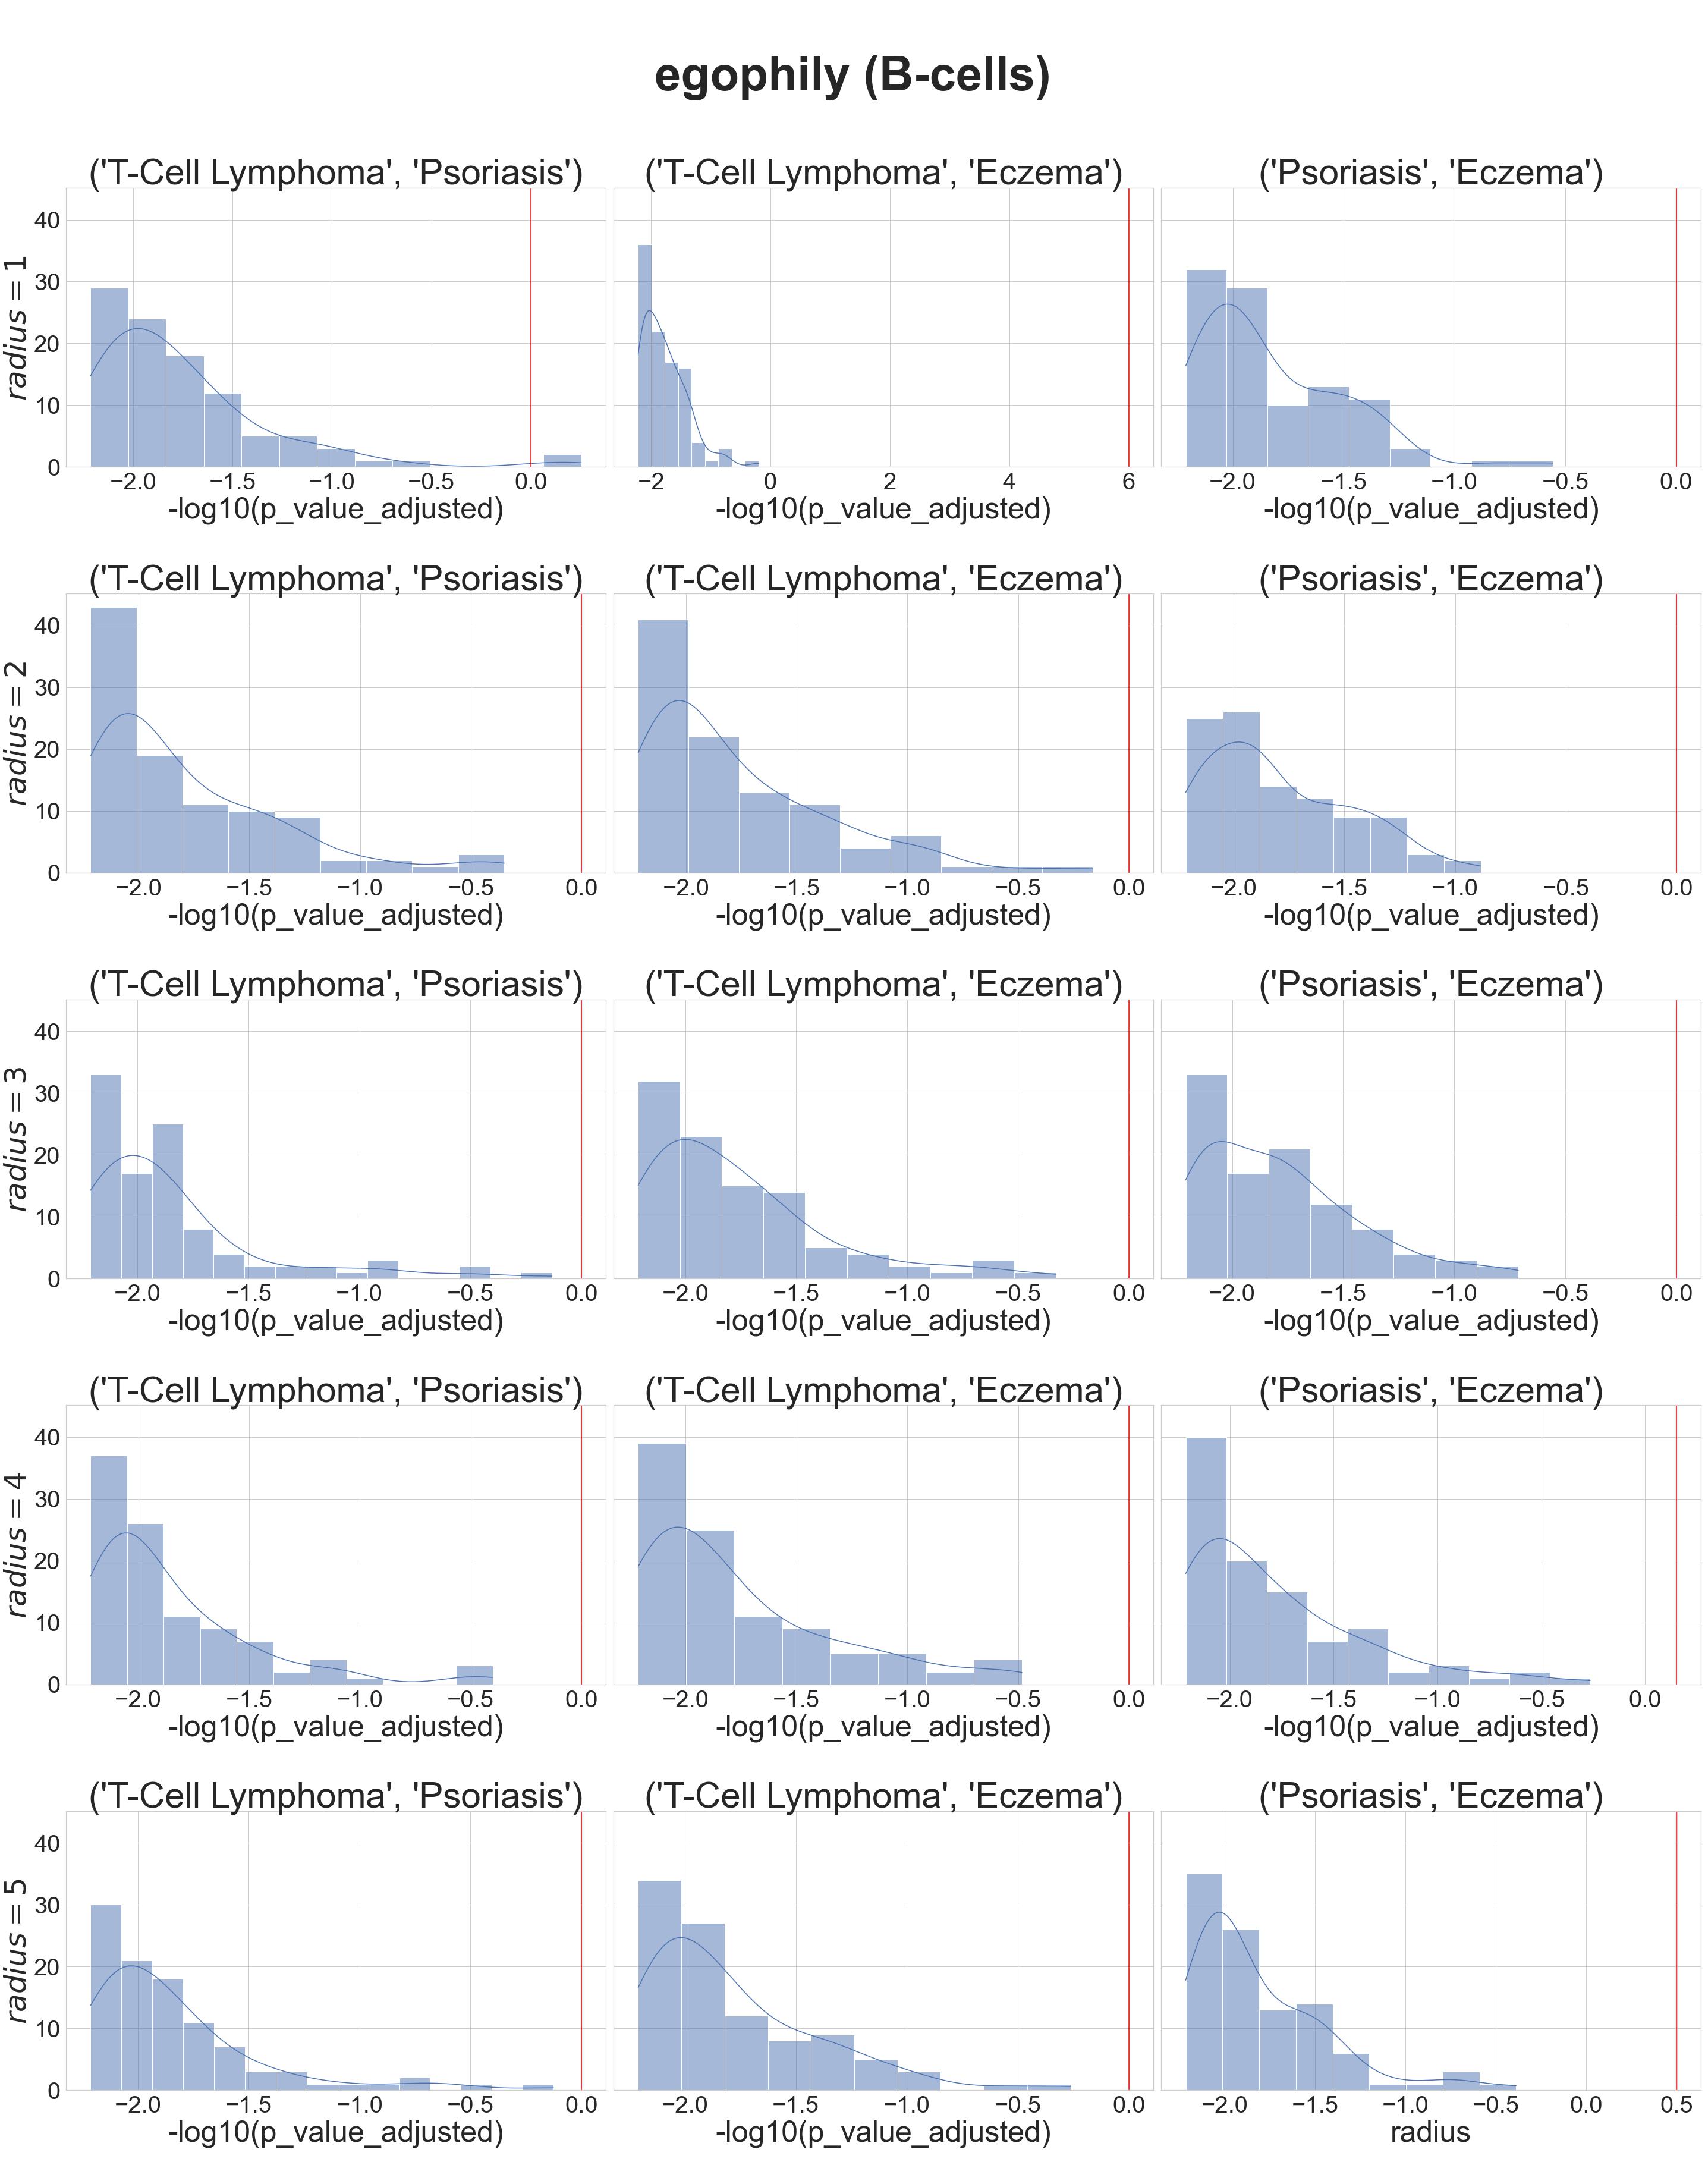 egophily (B-cells)
('T-Cell Lymphoma', 'Psoriasis') ('T-Cell Lymphoma', 'Eczema') ('Psoriasis', 'Eczema')
radius = 1
40
30
20
10
0
−2.0 −1.5 −1.0 −0.5 0.0 −2 0 2 4 6 −2.0 −1.5 −1.0 −0.5 0.0
-log10(p_value_adjusted) -log10(p_value_adjusted) -log10(p_value_adjusted)
('T-Cell Lymphoma', 'Psoriasis') ('T-Cell Lymphoma', 'Eczema') ('Psoriasis', 'Eczema')
radius = 2
40
30
20
10
0
−2.0 −1.5 −1.0 −0.5 0.0 −2.0 −1.5 −1.0 −0.5 0.0 −2.0 −1.5 −1.0 −0.5 0.0
-log10(p_value_adjusted) -log10(p_value_adjusted) -log10(p_value_adjusted)
('T-Cell Lymphoma', 'Psoriasis') ('T-Cell Lymphoma', 'Eczema') ('Psoriasis', 'Eczema')
radius = 3
40
30
20
10
0
−2.0 −1.5 −1.0 −0.5 0.0 −2.0 −1.5 −1.0 −0.5 0.0 −2.0 −1.5 −1.0 −0.5 0.0
-log10(p_value_adjusted) -log10(p_value_adjusted) -log10(p_value_adjusted)
('T-Cell Lymphoma', 'Psoriasis') ('T-Cell Lymphoma', 'Eczema') ('Psoriasis', 'Eczema')
radius = 4
40
30
20
10
0
−2.0 −1.5 −1.0 −0.5 0.0 −2.0 −1.5 −1.0 −0.5 0.0 −2.0 −1.5 −1.0 −0.5 0.0
-log10(p_value_adjusted) -log10(p_value_adjusted) -log10(p_value_adjusted)
('T-Cell Lymphoma', 'Psoriasis') ('T-Cell Lymphoma', 'Eczema') ('Psoriasis', 'Eczema')
radius = 5
40
30
20
10
0
−2.0 −1.5 −1.0 −0.5 0.0 −2.0 −1.5 −1.0 −0.5 0.0 −2.0 −1.5 −1.0 −0.5 0.0 0.5
-log10(p_value_adjusted) -log10(p_value_adjusted) radius